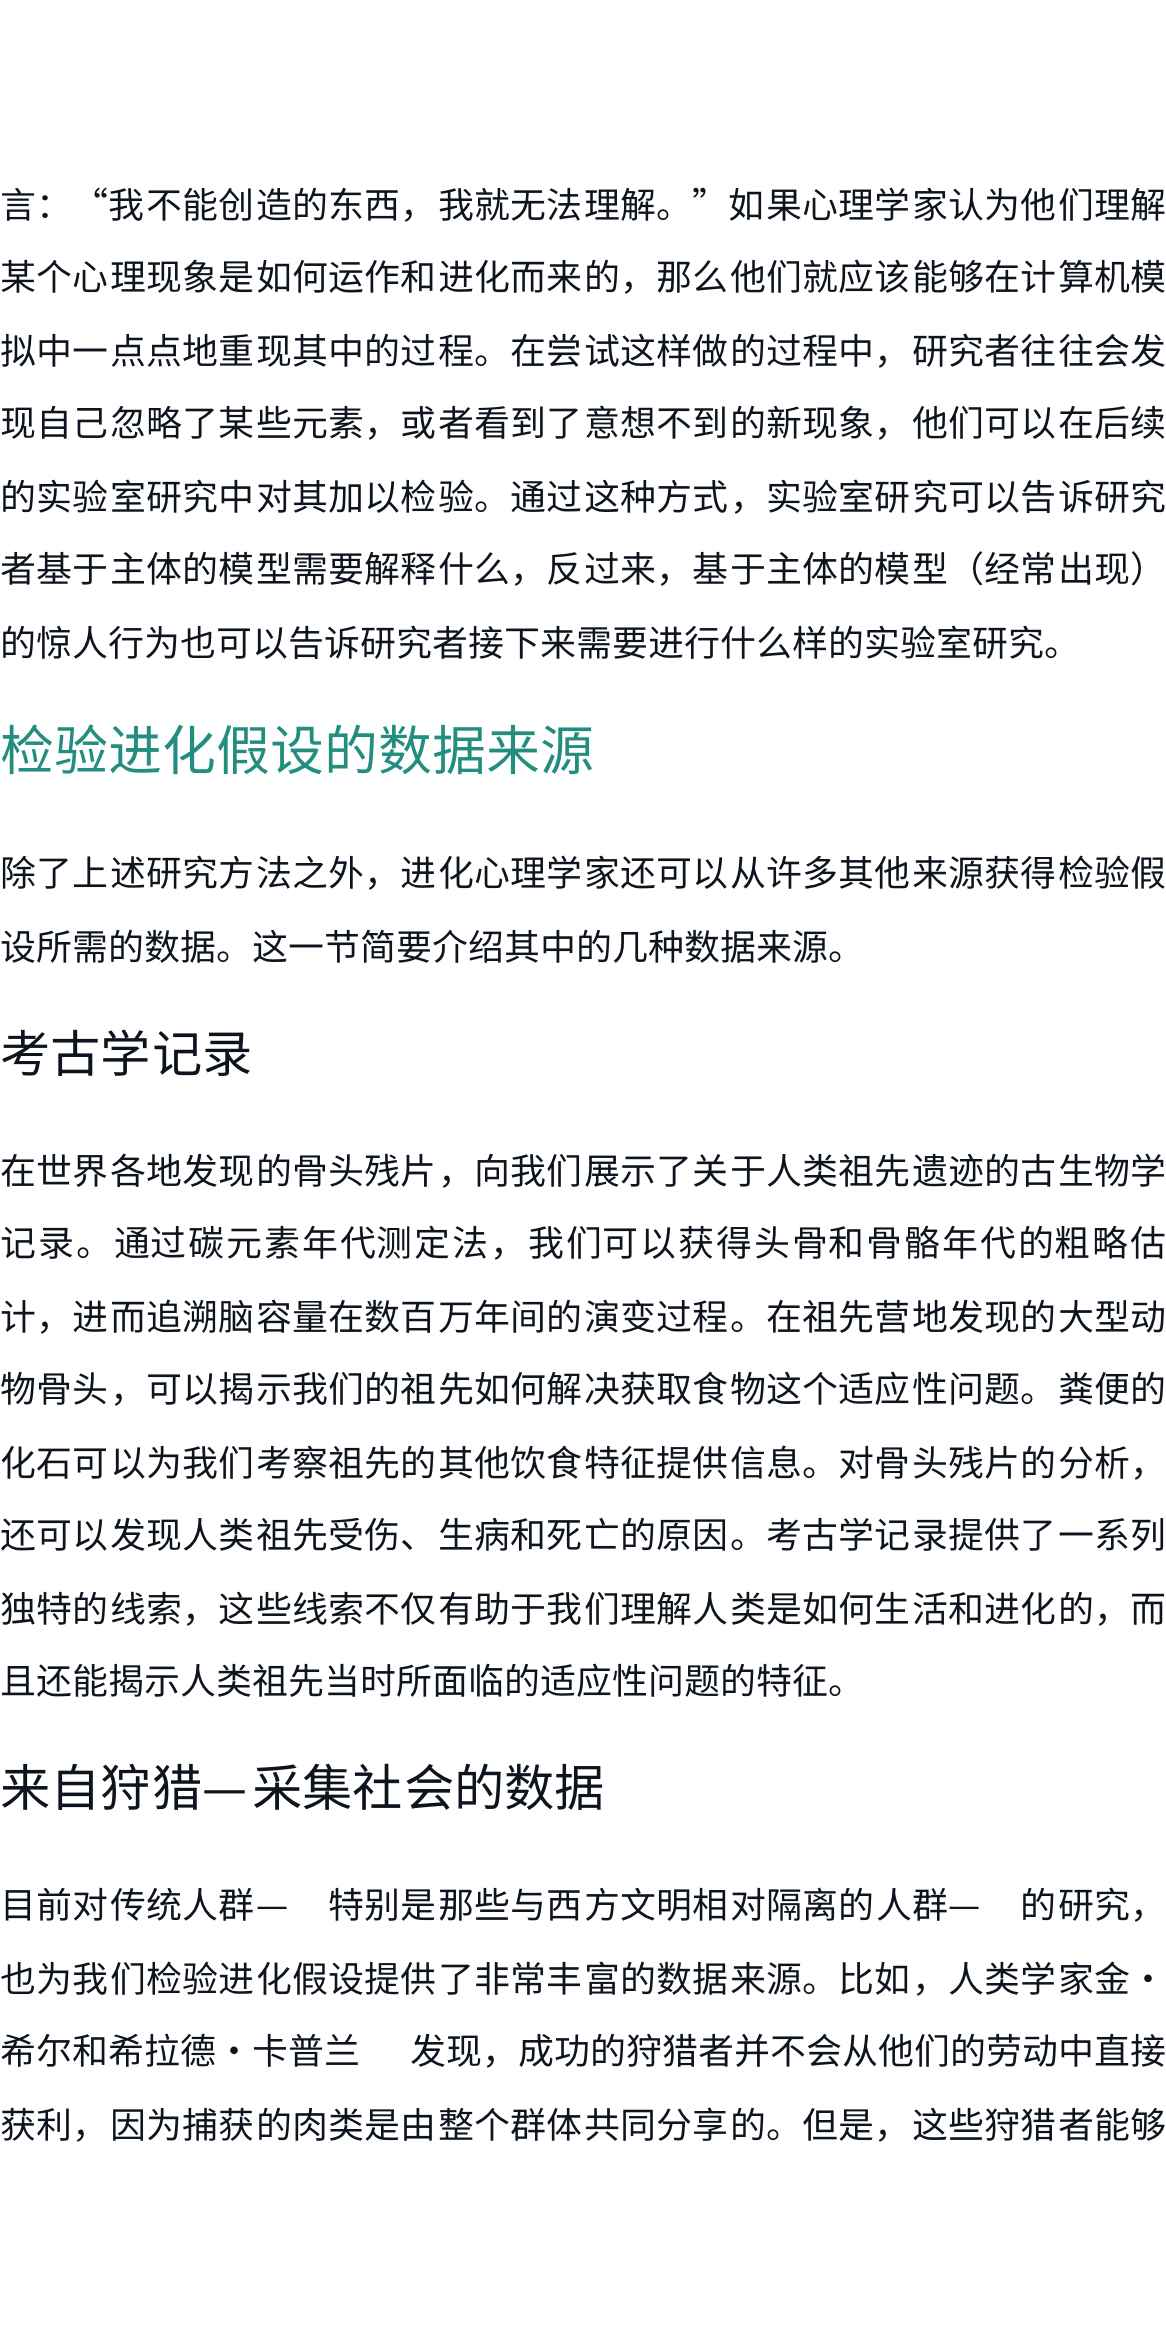 言：“我不能创造的东西，我就无法理解。”如果心理学家认为他们理解
某个心理现象是如何运作和进化而来的，那么他们就应该能够在计算机模
拟中一点点地重现其中的过程。在尝试这样做的过程中，研究者往往会发
现自己忽略了某些元素，或者看到了意想不到的新现象，他们可以在后续
的实验室研究中对其加以检验。通过这种方式，实验室研究可以告诉研究
者基于主体的模型需要解释什么，反过来，基于主体的模型（经常出现）
的惊人行为也可以告诉研究者接下来需要进行什么样的实验室研究。
检验进化假设的数据来源
除了上述研究方法之外，进化心理学家还可以从许多其他来源获得检验假
设所需的数据。这一节简要介绍其中的几种数据来源。
考古学记录
在世界各地发现的骨头残片，向我们展示了关于人类祖先遗迹的古生物学
记录。通过碳元素年代测定法，我们可以获得头骨和骨骼年代的粗略估
计，进而追溯脑容量在数百万年间的演变过程。在祖先营地发现的大型动
物骨头，可以揭示我们的祖先如何解决获取食物这个适应性问题。粪便的
化石可以为我们考察祖先的其他饮食特征提供信息。对骨头残片的分析，
还可以发现人类祖先受伤、生病和死亡的原因。考古学记录提供了一系列
独特的线索，这些线索不仅有助于我们理解人类是如何生活和进化的，而
且还能揭示人类祖先当时所面临的适应性问题的特征。
来自狩猎—采集社会的数据
目前对传统人群— 特别是那些与西方文明相对隔离的人群— 的研究，
也为我们检验进化假设提供了非常丰富的数据来源。比如，人类学家金·
希尔和希拉德·卡普兰 发现，成功的狩猎者并不会从他们的劳动中直接
获利，因为捕获的肉类是由整个群体共同分享的。但是，这些狩猎者能够